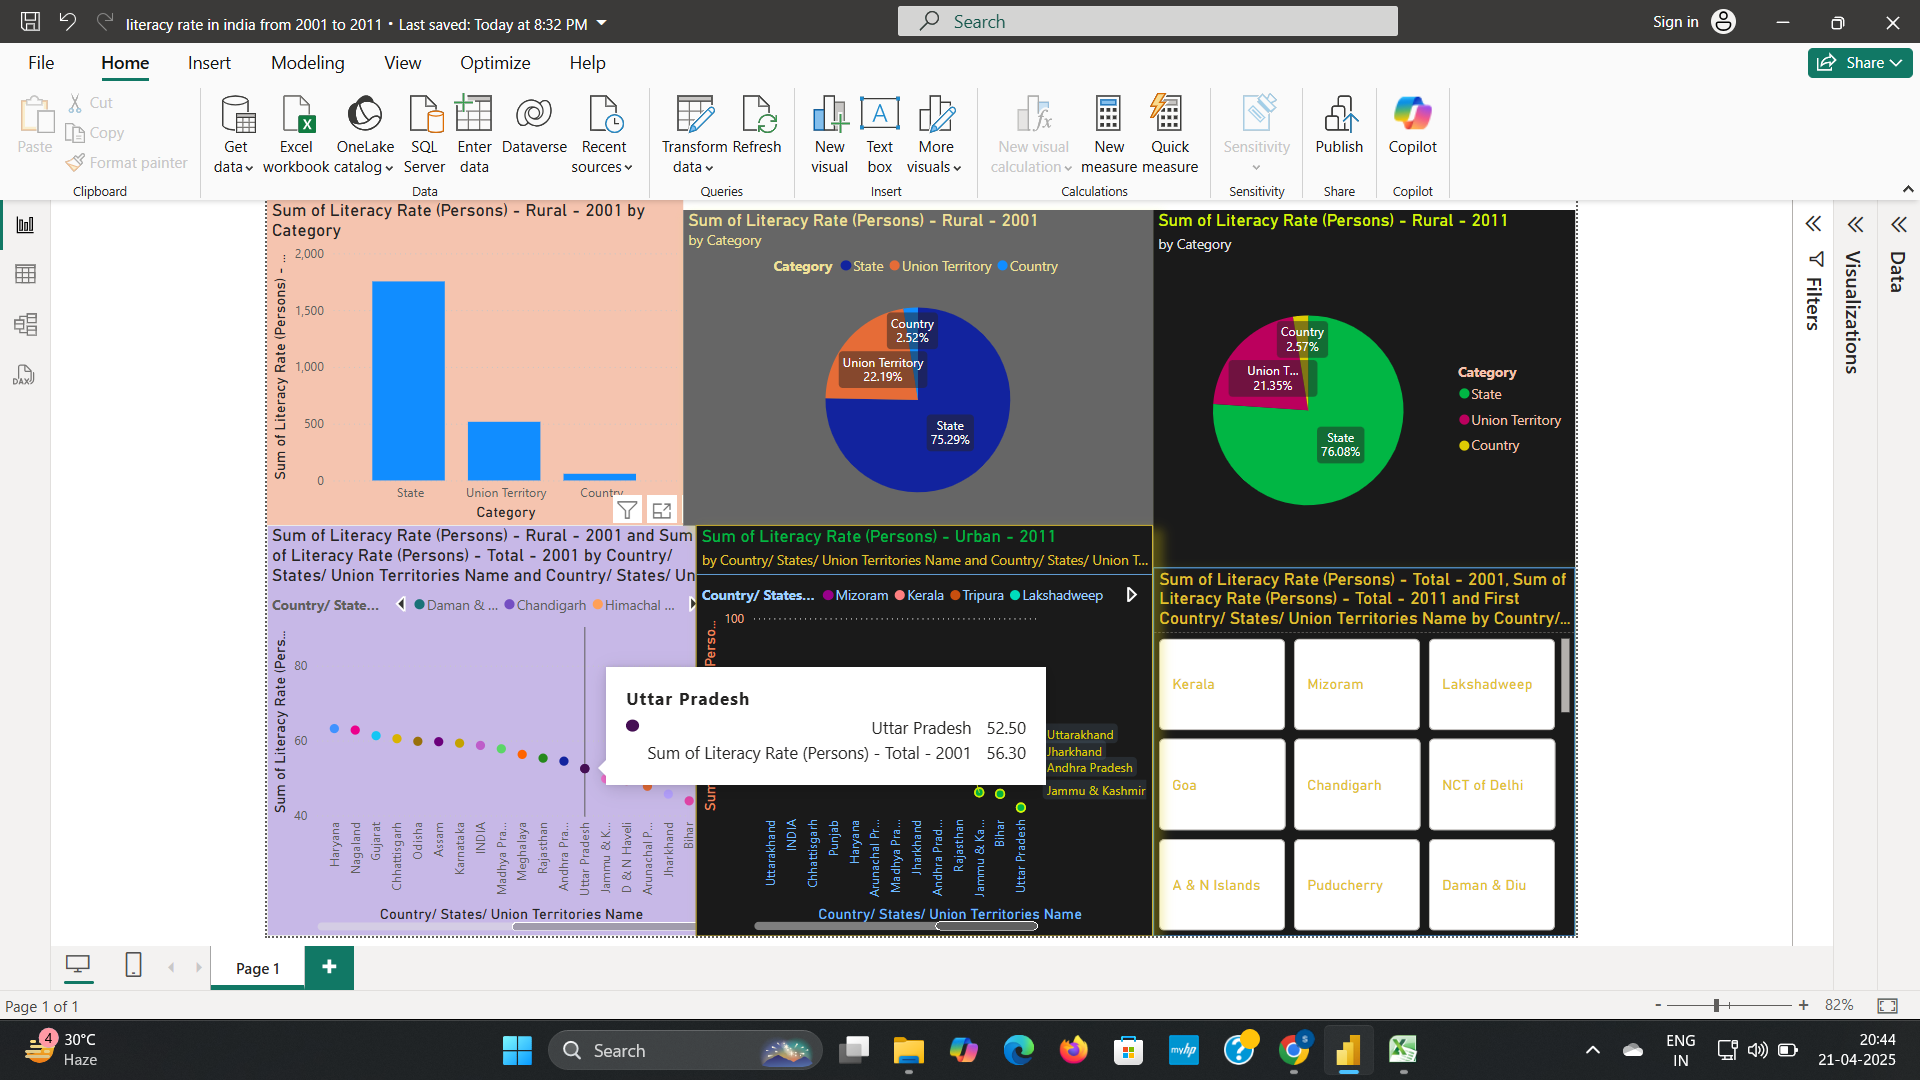 literacy rate in india from 2001 to 2011 • Last saved: Today at 8:32 PM
Search
Sign in
File
Home
Insert
Modeling
View
Optimize
Help
Share
Paste
Cut
Copy
Format painter
Clipboard
Get data
Excel workbook
OneLake catalog
SQL Server
Enter data
Dataverse
Recent sources
Data
Transform data
Refresh
Queries
New visual
Text box
More visuals
Insert
New visual calculation
New measure
Quick measure
Calculations
Sensitivity
Sensitivity
Publish
Share
Copilot
Copilot
Sum of Literacy Rate (Persons) - Rural - 2001 by
Category
Sum of Literacy Rate (Persons) - ...
2,000
1,500
1,000
500
0
State
Union Territory
Country
Category
Sum of Literacy Rate (Persons) - Rural - 2001
by Category
Category State Union Territory Country
Country
2.52%
Union Territory
22.19%
State
75.29%
Sum of Literacy Rate (Persons) - Rural - 2011
by Category
Country
2.57%
Union T...
21.35%
State
76.08%
Category
State
Union Territory
Country
Sum of Literacy Rate (Persons) - Rural - 2001 and Sum
of Literacy Rate (Persons) - Total - 2001 by Country/
States/ Union Territories Name and Country/ States/ Un
Country/ State...
Daman & ... Chandigarh Himachal ...
Sum of Literacy Rate (Pers...
80
60
40
Haryana
Nagaland
Gujarat
Chhattisgarh
Odisha
Assam
Karnataka
INDIA
Madhya Pra...
Meghalaya
Rajasthan
Andhra Pra...
Uttar Pradesh
Jammu & K...
D & N Haveli
Arunachal P...
Jharkhand
Bihar
Country/ States/ Union Territories Name
Uttar Pradesh
Uttar Pradesh 52.50
Sum of Literacy Rate (Persons) - Total - 2001 56.30
Sum of Literacy Rate (Persons) - Urban - 2011
by Country/ States/ Union Territories Name and Country/ States/ Union T...
Country/ States... Mizoram Kerala Tripura Lakshadweep
100
Perso...
Sum
Uttarakhand
Jharkhand
Andhra Pradesh
Jammu & Kashmir
Uttarakhand
INDIA
Chhattisgarh
Punjab
Haryana
Arunachal Pr...
Madhya Pra...
Jharkhand
Andhra Prad...
Rajasthan
Jammu & Ka...
Bihar
Uttar Pradesh
Country/ States/ Union Territories Name
Sum of Literacy Rate (Persons) - Total - 2001, Sum of
Literacy Rate (Persons) - Total - 2011 and First
Country/ States/ Union Territories Name by Country/...
Kerala
Mizoram
Lakshadweep
Goa
Chandigarh
NCT of Delhi
A & N Islands
Puducherry
Daman & Diu
Filters
Visualizations
Data
DAX
Page 1
Page 1 of 1
- + 82%
4
30°C
Haze
Search
myhp
S
ENG
IN
20:44
21-04-2025